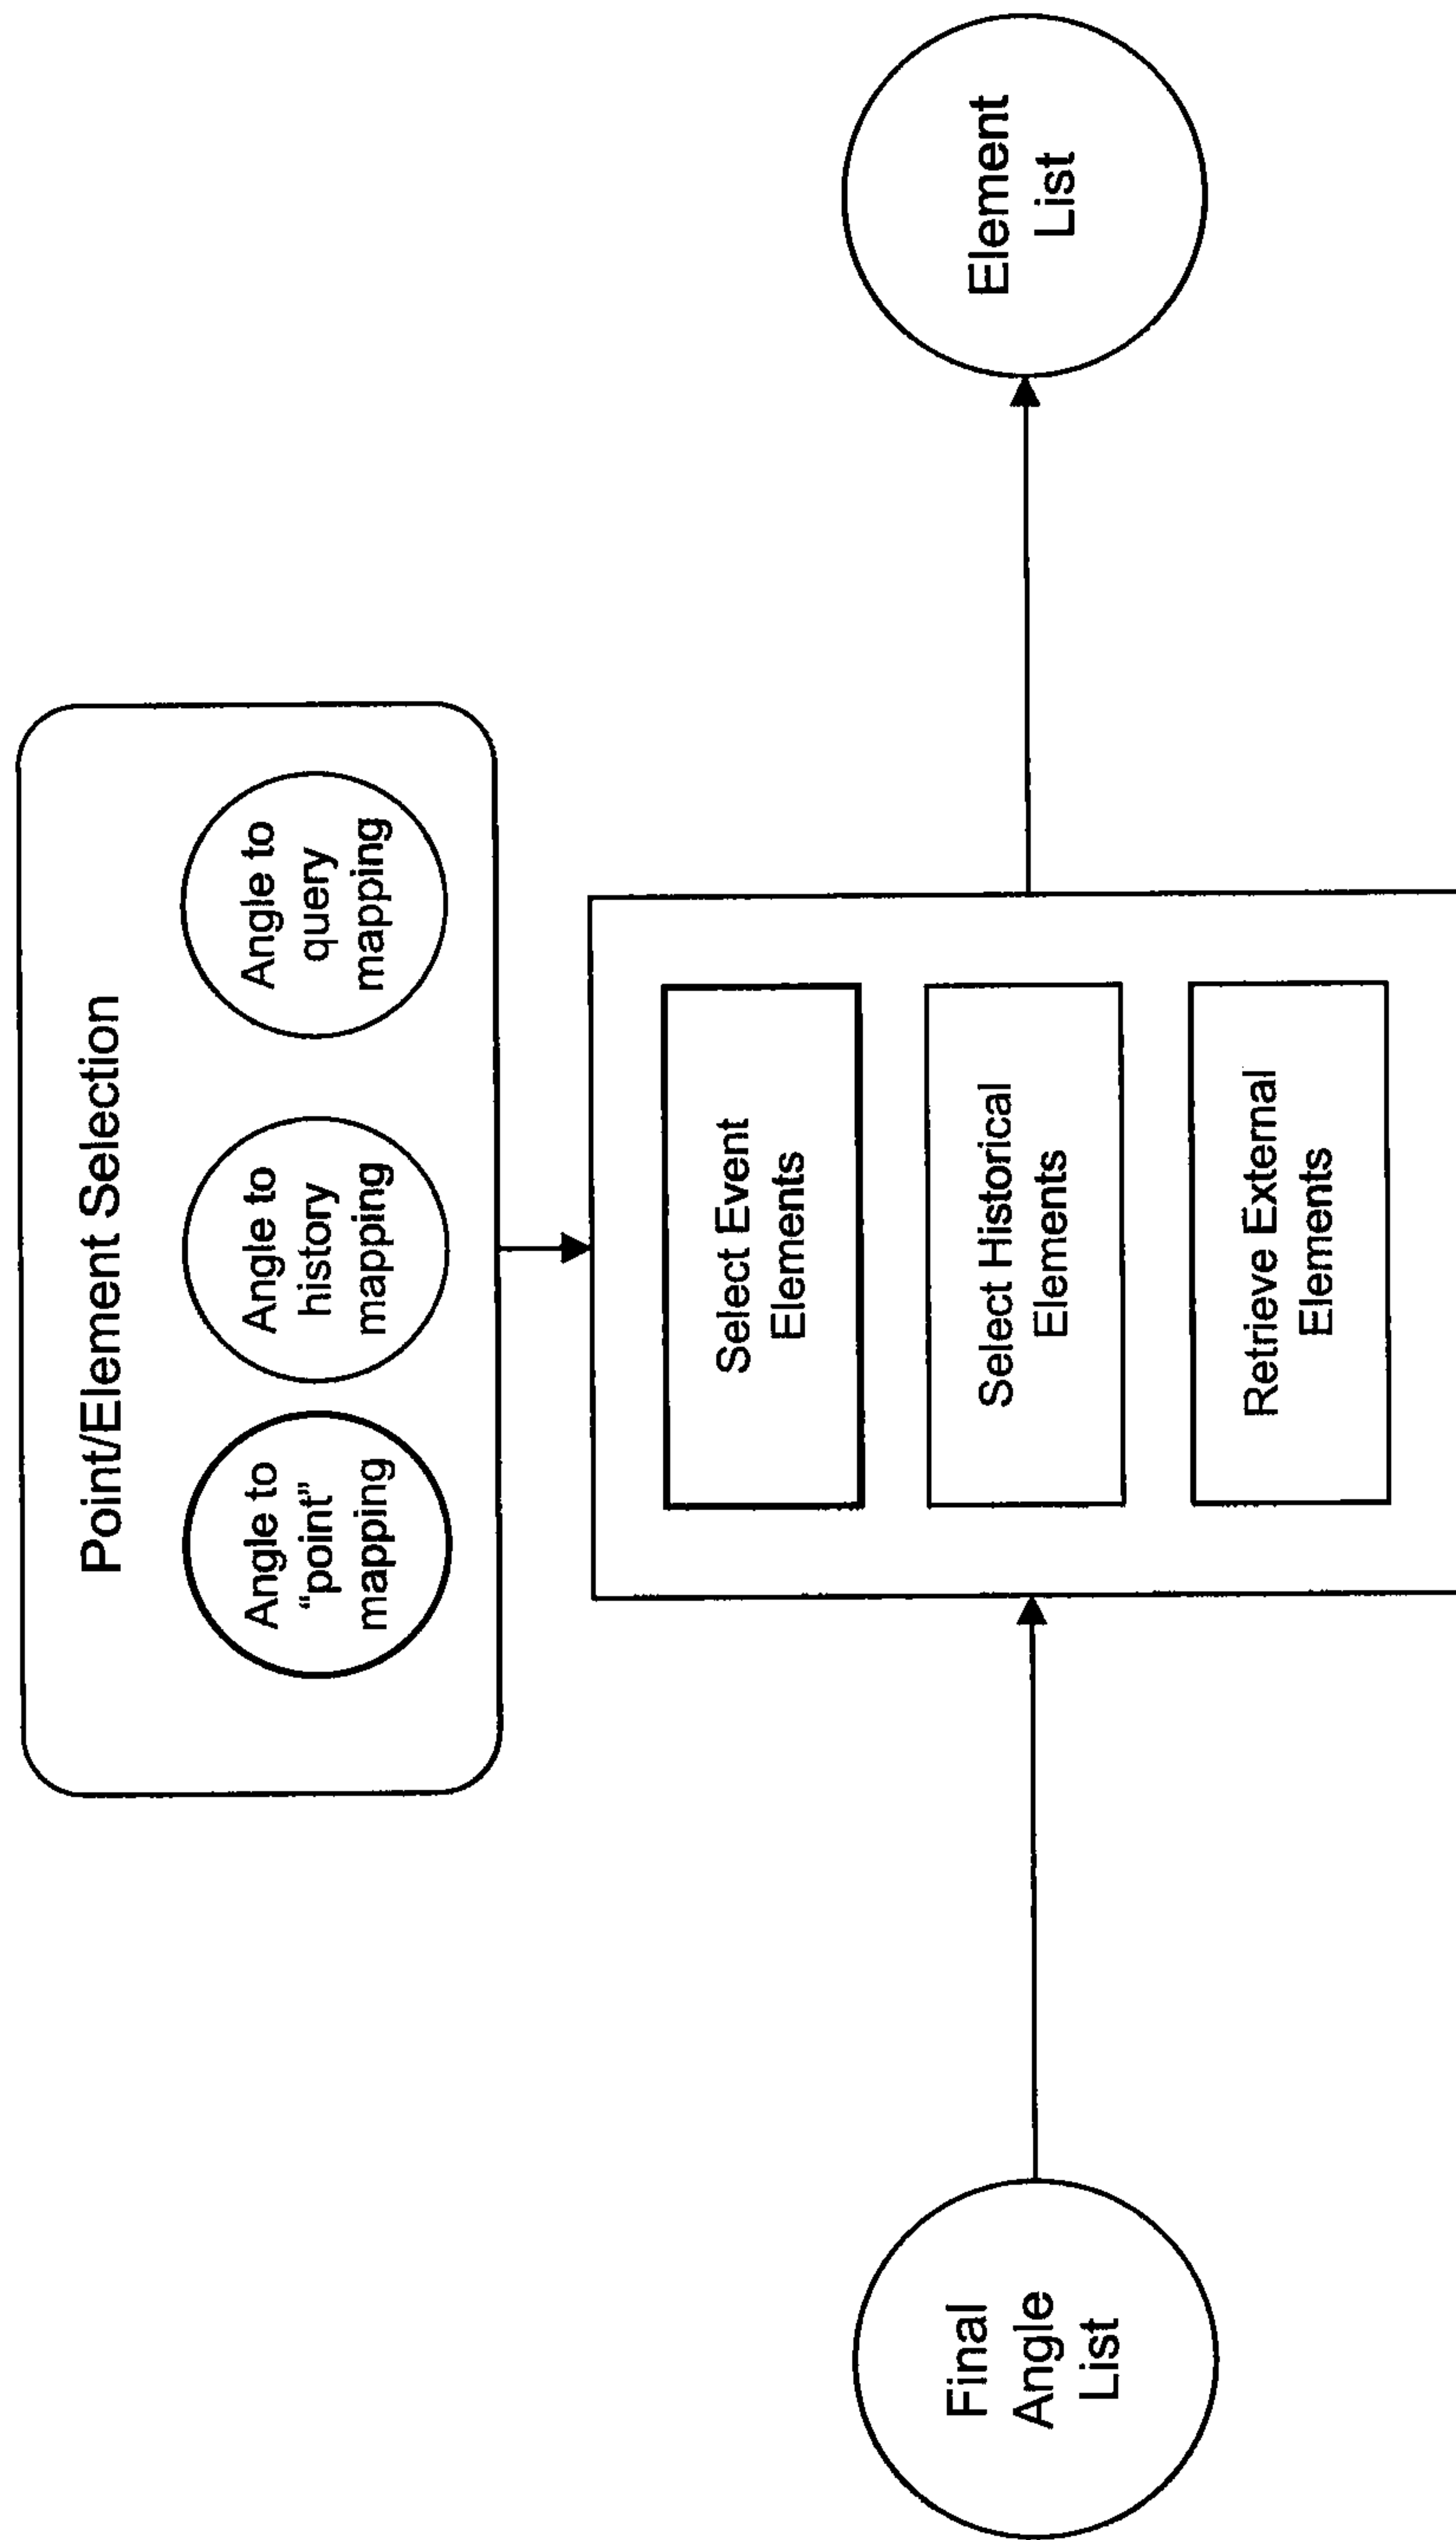 Point/Element Selection
Angle to
“point”
mapping
Angle to
history
mapping
Angle to
query
mapping
Final
Angle
List
Select Event
Elements
Select Historical
Elements
Retrieve External
Elements
Element
List